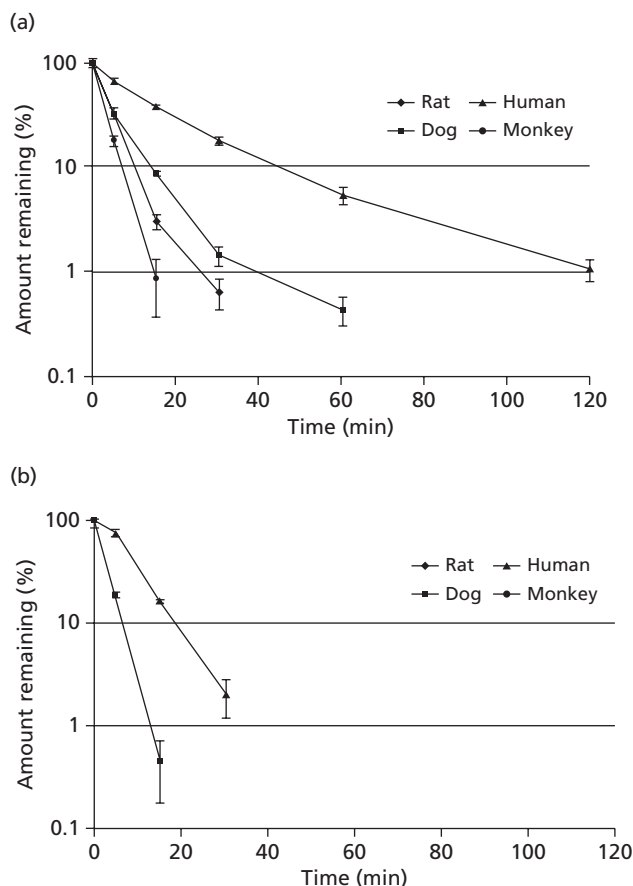 (a)
100
10
1
0.1
Amount remaining (%)
Rat
Human
Dog
Monkey
0 20 40 60 80 100 120
Time (min)
(b)
100
10
1
0.1
Amount remaining (%)
Rat
Human
Dog
Monkey
0 20 40 60 80 100 120
Time (min)